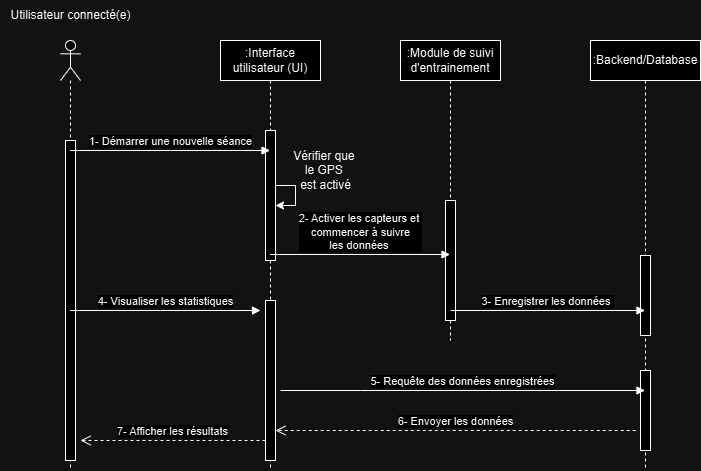 Utilisateur connecté(e)
:Interface
utilisateur (UI)
:Module de suivi
d'entrainement
:Backend/Database
1- Démarrer une nouvelle séance
Vérifier que
le GPS
est activé
2- Activer les capteurs et
commencer à suivre
les données
4- Visualiser les statistiques
3- Enregistrer les données
5- Requête des données enregistrées
6- Envoyer les données
7- Afficher les résultats